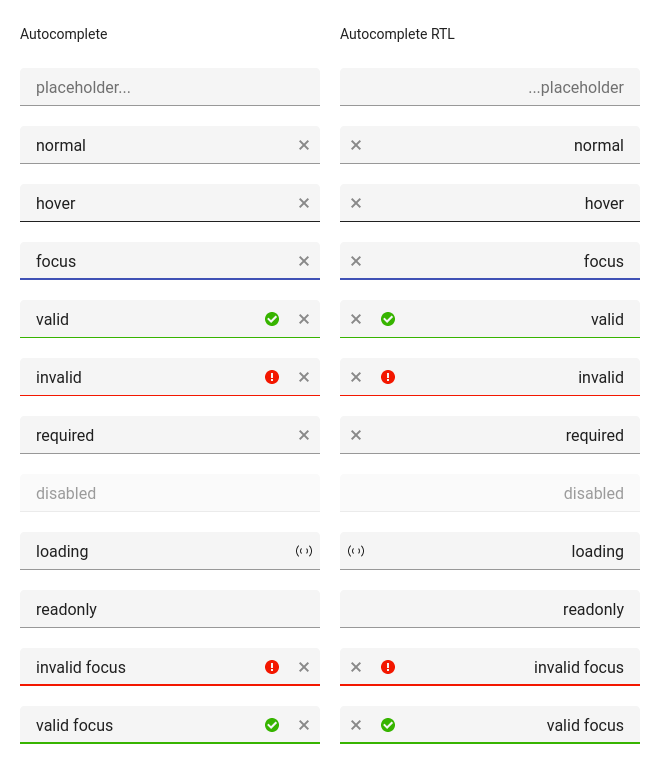 Autocomplete Autocomplete RTL
placeholder... ...placeholder
normal normal
hover hover
focus focus
valid valid
invalid invalid
required required
disabled disabled
loading loading
readonly readonly
invalid focus invalid focus
valid focus valid focus